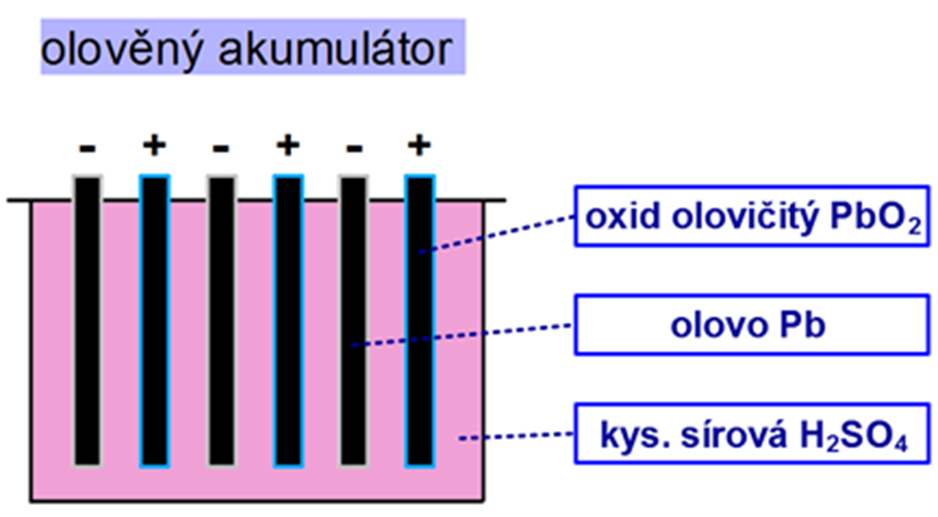 olověný akumulátor
- + - + - +
oxid olovičitý PbO₂
olovo Pb
kys. sírová H₂SO₄